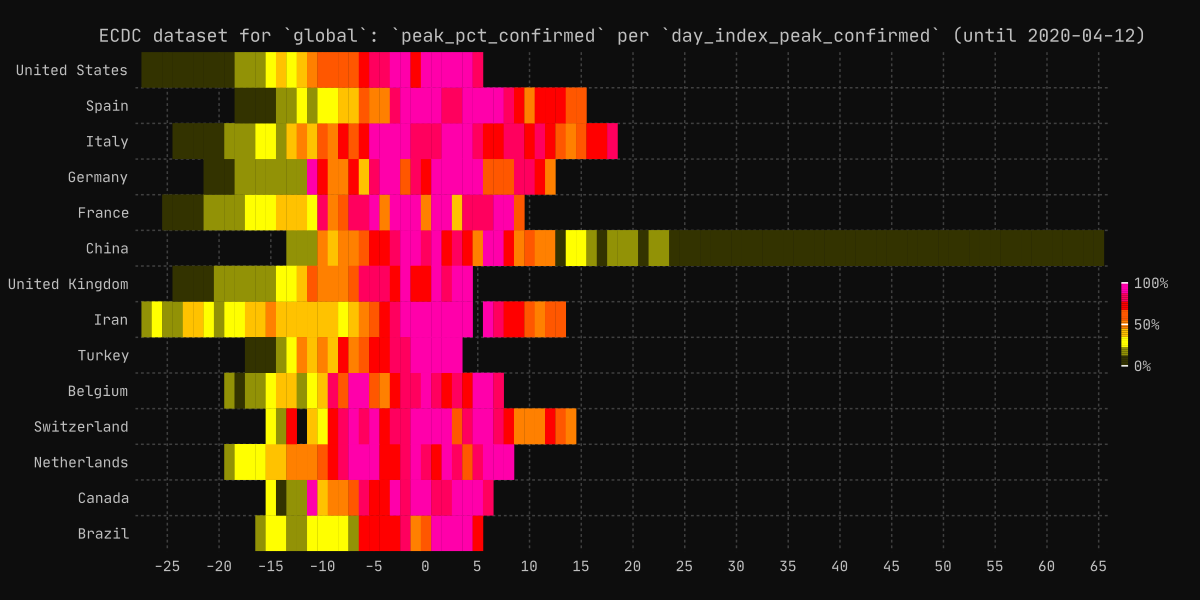 ECDC dataset for `global`: `peak_pct_confirmed` per `day_index_peak_confirmed` (until 2020-04-12)
United States
Spain
Italy
Germany
France
China
United Kingdom
Iran
Turkey
Belgium
Switzerland
Netherlands
Canada
Brazil
100%
50%
0%
-25 -20 -15 -10 -5 0 5 10 15 20 25 30 35 40 45 50 55 60 65